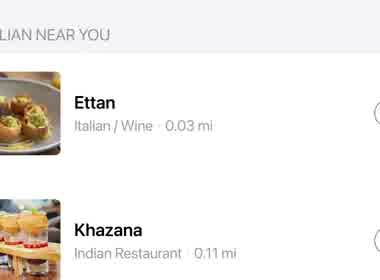 LIAN NEAR YOU
Ettan
Italian / Wine · 0.03 mi
Khazana
Indian Restaurant · 0.11 mi